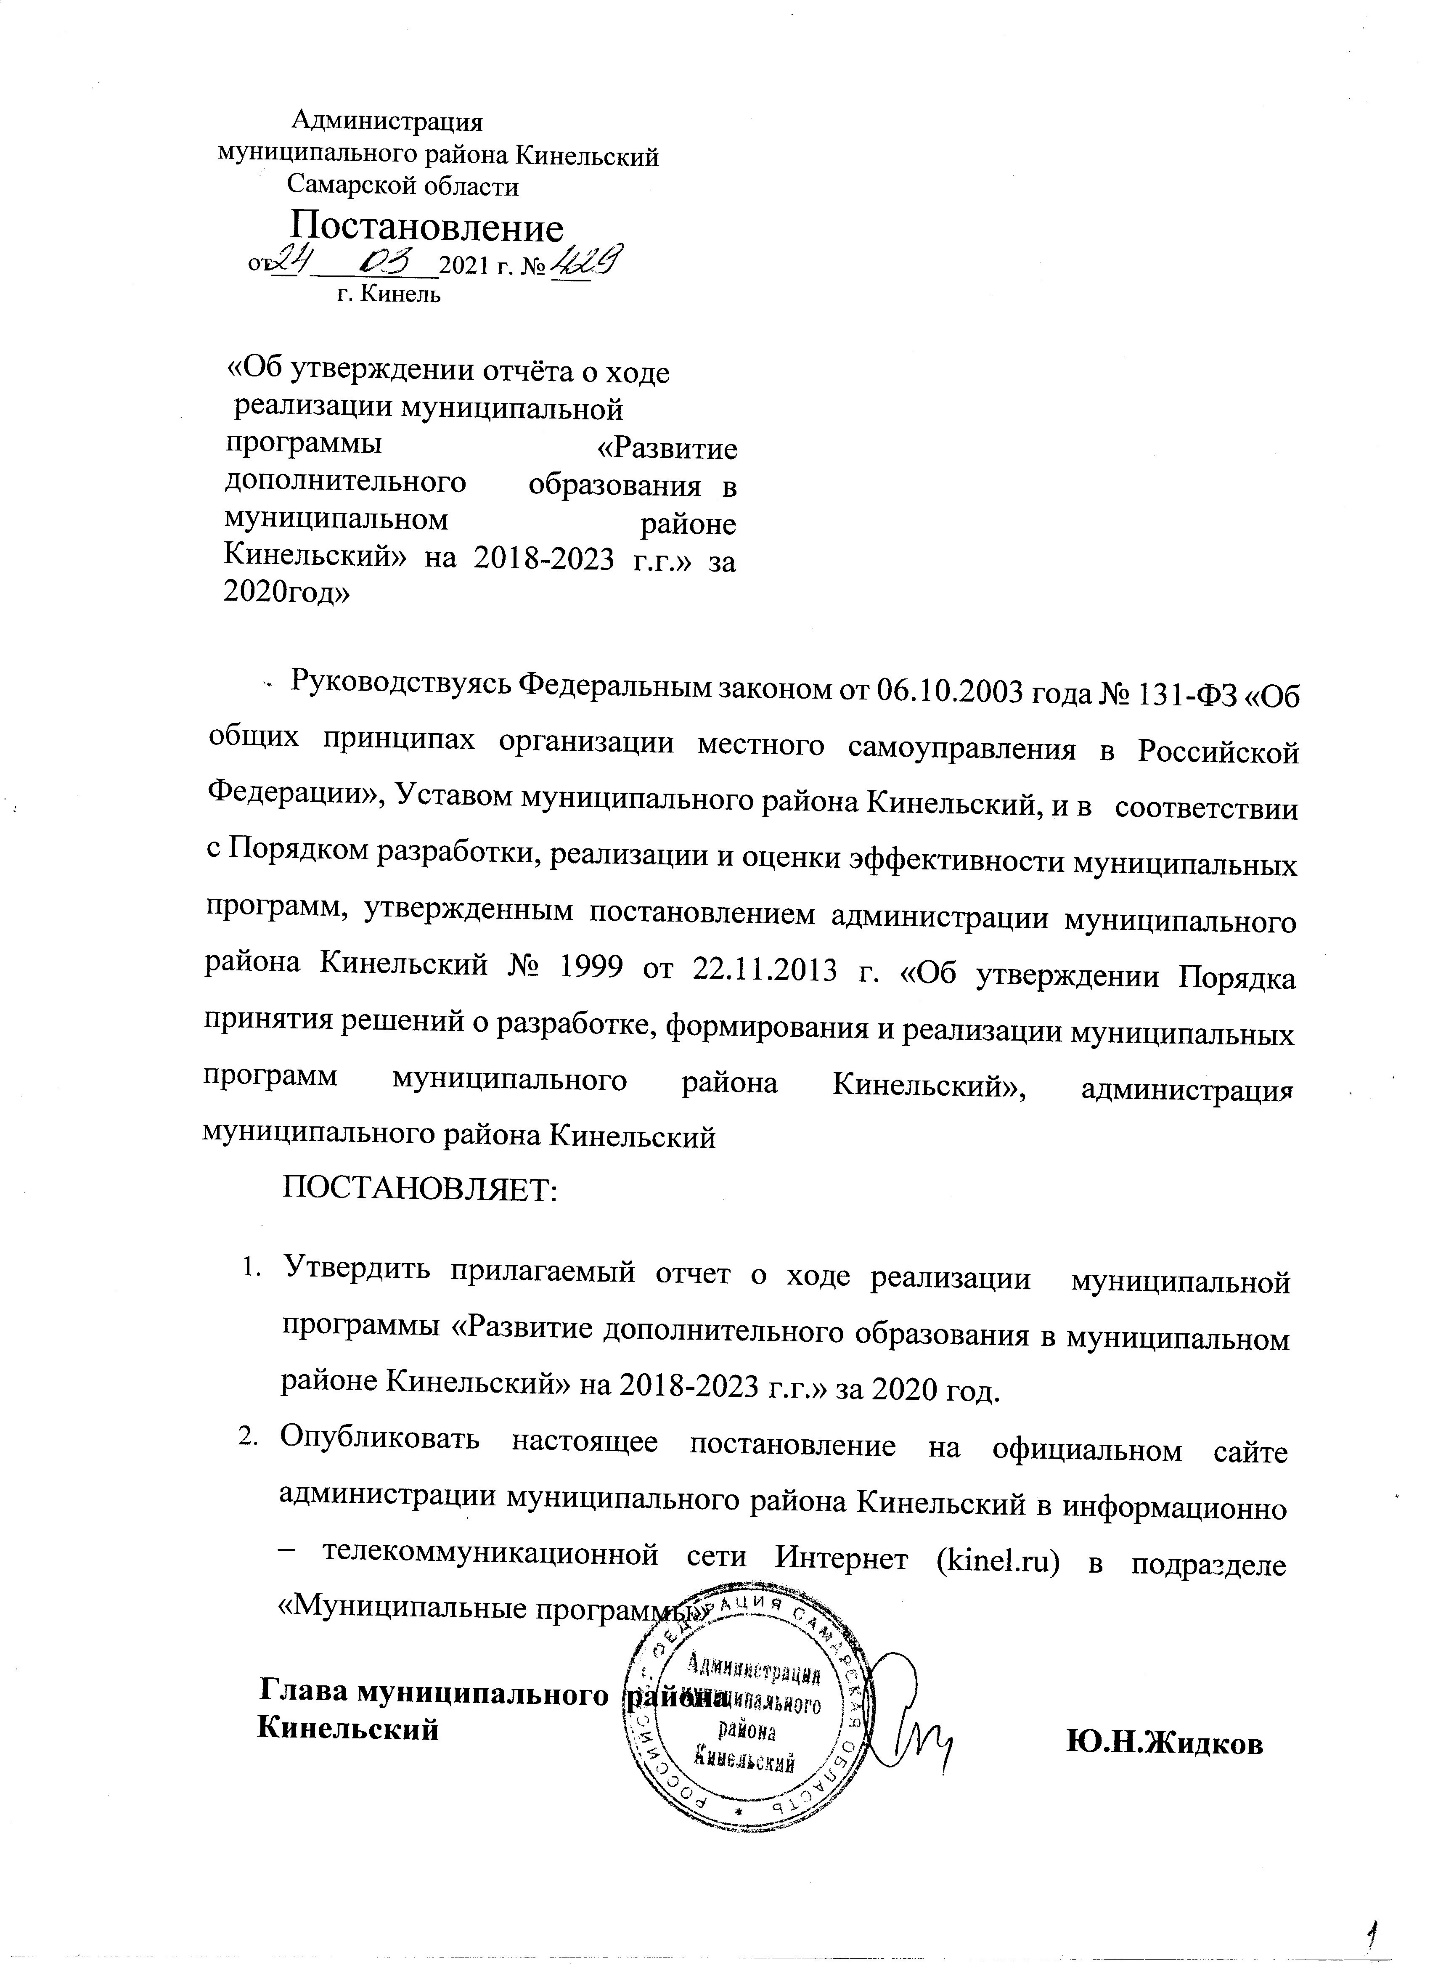 Администрация
муниципального района Кинельский
Самарской области
Постановление
от 24 03 2021 г. № 429
г. Кинель
«Об утверждении отчёта о ходе
реализации муниципальной
программы «Развитие
дополнительного образования в
муниципальном районе
Кинельский» на 2018-2023 г.г.» за
2020год»
Руководствуясь Федеральным законом от 06.10.2003 года № 131-ФЗ «Об
общих принципах организации местного самоуправления в Российской
Федерации», Уставом муниципального района Кинельский, и в соответствии
с Порядком разработки, реализации и оценки эффективности муниципальных
программ, утвержденным постановлением администрации муниципального
района Кинельский № 1999 от 22.11.2013 г. «Об утверждении Порядка
принятия решений о разработке, формирования и реализации муниципальных
программ муниципального района Кинельский», администрация
муниципального района Кинельский
ПОСТАНОВЛЯЕТ:
1. Утвердить прилагаемый отчет о ходе реализации муниципальной
программы «Развитие дополнительного образования в муниципальном
районе Кинельский» на 2018-2023 г.г.» за 2020 год.
2. Опубликовать настоящее постановление на официальном сайте
администрации муниципального района Кинельский в информационно
– телекоммуникационной сети Интернет (kinel.ru) в подразделе
«Муниципальные программы»
РОССИЙСКАЯ ФЕДЕРАЦИЯ САМАРСКАЯ ОБЛАСТЬ
Администрация
муниципального
района
Кинельский
Глава муниципального района
Кинельский Ю.Н.Жидков
1